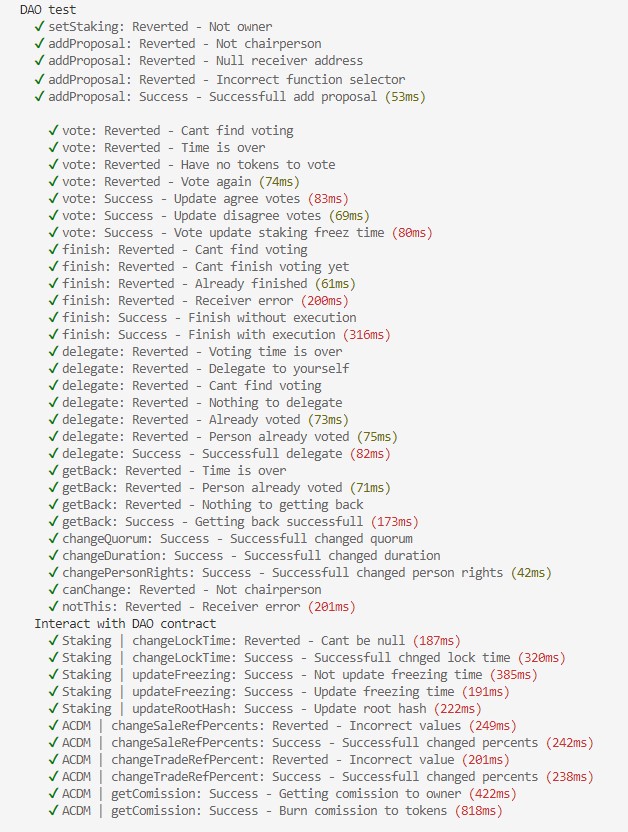 DAO test
✓ setStaking: Reverted - Not owner
✓ addProposal: Reverted - Not chairperson
✓ addProposal: Reverted - Null receiver address
✓ addProposal: Reverted - Incorrect function selector
✓ addProposal: Success - Successfull add proposal (53ms)
✓ vote: Reverted - Cant find voting
✓ vote: Reverted - Time is over
✓ vote: Reverted - Have no tokens to vote
✓ vote: Reverted - Vote again (74ms)
✓ vote: Success - Update agree votes (83ms)
✓ vote: Success - Update disagree votes (69ms)
✓ vote: Success - Vote update staking freez time (80ms)
✓ finish: Reverted - Cant find voting
✓ finish: Reverted - Cant finish voting yet
✓ finish: Reverted - Already finished (61ms)
✓ finish: Reverted - Receiver error (200ms)
✓ finish: Success - Finish without execution
✓ finish: Success - Finish with execution (316ms)
✓ delegate: Reverted - Voting time is over
✓ delegate: Reverted - Delegate to yourself
✓ delegate: Reverted - Cant find voting
✓ delegate: Reverted - Nothing to delegate
✓ delegate: Reverted - Already voted (73ms)
✓ delegate: Reverted - Person already voted (75ms)
✓ delegate: Success - Successfull delegate (82ms)
✓ getBack: Reverted - Time is over
✓ getBack: Reverted - Person already voted (71ms)
✓ getBack: Reverted - Nothing to getting back
✓ getBack: Success - Getting back successfull (173ms)
✓ changeQuorum: Success - Successfull changed quorum
✓ changeDuration: Success - Successfull changed duration
✓ changePersonRights: Success - Successfull changed person rights (42ms)
✓ canChange: Reverted - Not chairperson
✓ notThis: Reverted - Receiver error (201ms)
Interact with DAO contract
✓ Staking | changeLockTime: Reverted - Cant be null (187ms)
✓ Staking | changeLockTime: Success - Successfull chnged lock time (320ms)
✓ Staking | updateFreezing: Success - Not update freezing time (385ms)
✓ Staking | updateFreezing: Success - Update freezing time (191ms)
✓ Staking | updateRootHash: Success - Update root hash (222ms)
✓ ACDM | changeSaleRefPercents: Reverted - Incorrect values (249ms)
✓ ACDM | changeSaleRefPercents: Success - Successfull changed percents (242ms)
✓ ACDM | changeTradeRefPercent: Reverted - Incorrect value (201ms)
✓ ACDM | changeTradeRefPercent: Success - Successfull changed percents (238ms)
✓ ACDM | getComission: Success - Getting comission to owner (422ms)
✓ ACDM | getComission: Success - Burn comission to tokens (818ms)